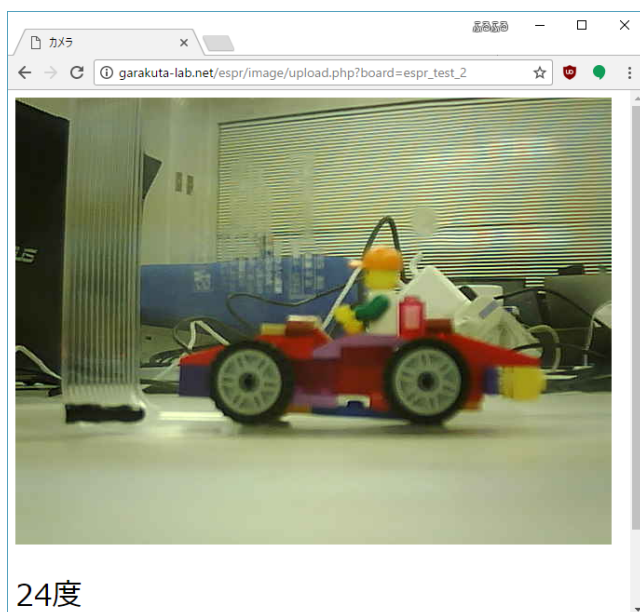 ふるふる
カメラ
garakuta-lab.net/espr/image/upload.php?board=espr_test_2
24度